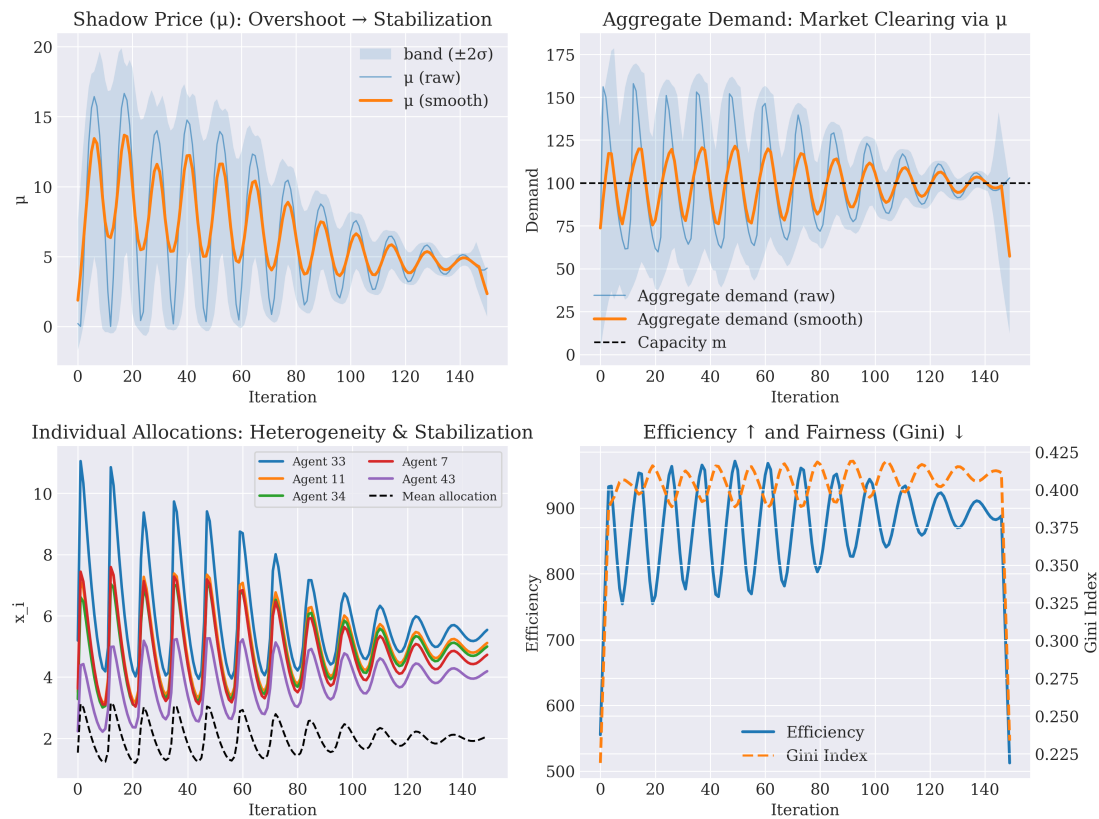 Shadow Price (μ): Overshoot → Stabilization
20
15
10
5
0
μ
0 20 40 60 80 100 120 140
Iteration
band (±2σ)
μ (raw)
μ (smooth)
Aggregate Demand: Market Clearing via μ
175
150
125
100
75
50
25
0
Demand
0 20 40 60 80 100 120 140
Iteration
Aggregate demand (raw)
Aggregate demand (smooth)
Capacity m
Individual Allocations: Heterogeneity & Stabilization
10
8
6
4
2
x_i
0 20 40 60 80 100 120 140
Iteration
Agent 33
Agent 11
Agent 34
Agent 7
Agent 43
Mean allocation
Efficiency ↑ and Fairness (Gini) ↓
900
800
700
600
500
Efficiency
0 20 40 60 80 100 120 140
Iteration
0.425
0.400
0.375
0.350
0.325
0.300
0.275
0.250
0.225
Gini Index
Efficiency
Gini Index